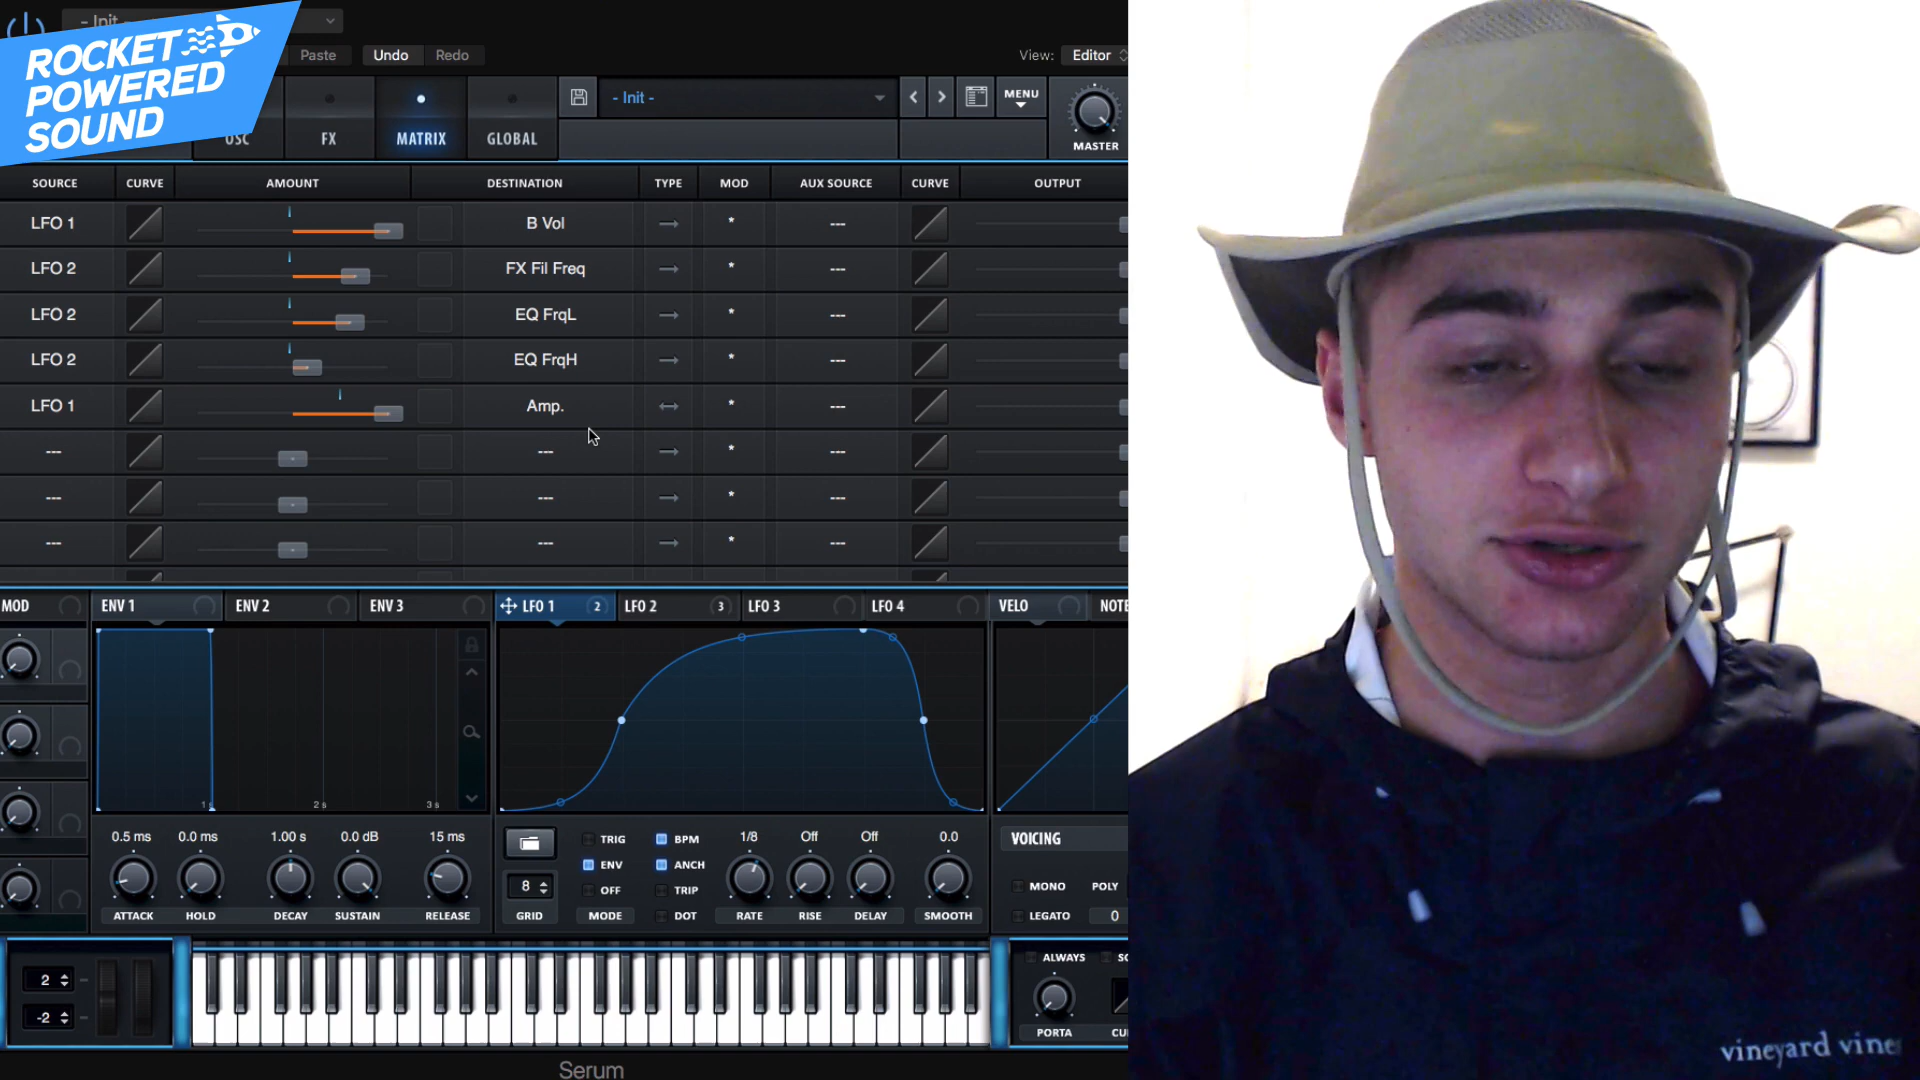 - Init -
ROCKET
POWERED
SOUND
Paste
Undo
Redo
View:
Editor
OSC
FX
MATRIX
GLOBAL
- Init -
MENU
MASTER
SOURCE
CURVE
AMOUNT
DESTINATION
TYPE
MOD
AUX SOURCE
CURVE
OUTPUT
LFO 1
B Vol
*
---
LFO 2
FX Fil Freq
*
---
LFO 2
EQ FrqL
*
---
LFO 2
EQ FrqH
*
---
LFO 1
Amp.
*
---
---
---
*
---
---
---
*
---
---
---
*
---
MOD
ENV 1
ENV 2
ENV 3
LFO 1
2
LFO 2
3
LFO 3
LFO 4
VELO
NOTE
1 s
2 s
3 s
0.5 ms
0.0 ms
1.00 s
0.0 dB
15 ms
ATTACK
HOLD
DECAY
SUSTAIN
RELEASE
8
GRID
TRIG
ENV
OFF
MODE
BPM
ANCH
TRIP
DOT
1/8
Off
Off
0.0
RATE
RISE
DELAY
SMOOTH
VOICING
MONO
POLY
LEGATO
0
2
-2
ALWAYS
PORTA
Serum
vineyard vine